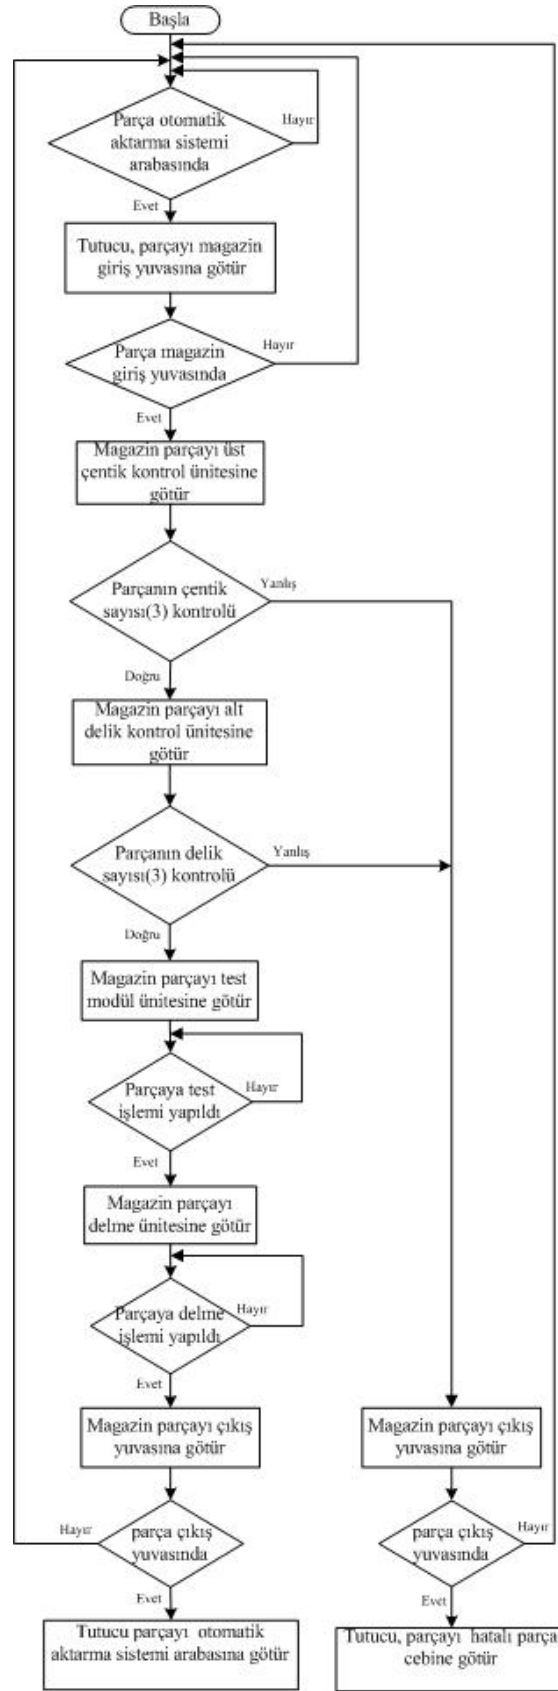 Başla
Parça otomatik
aktarma sistemi
arabasında
Hayır
Evet
Tutucu, parçayı magazin
giriş yuvasına götür
Parça magazin
giriş yuvasında
Hayır
Evet
Magazin parçayı üst
çentik kontrol ünitesine
götür
Parçanın çentik
sayısı(3) kontrolü
Yanlış
Doğru
Magazin parçayı alt
delik kontrol ünitesine
götür
Parçanın delik
sayısı(3) kontrolü
Yanlış
Doğru
Magazin parçayı test
modül ünitesine götür
Parçaya test
işlemi yapıldı
Hayır
Evet
Magazin parçayı
delme ünitesine götür
Parçaya delme
işlemi yapıldı
Hayır
Evet
Magazin parçayı çıkış
yuvasına götür
parça çıkış
yuvasında
Hayır
Evet
Tutucu parçayı otomatik
aktarma sistemi arabasına götür
Magazin parçayı çıkış
yuvasına götür
parça çıkış
yuvasında
Hayır
Evet
Tutucu, parçayı hatalı parça
cebine götür